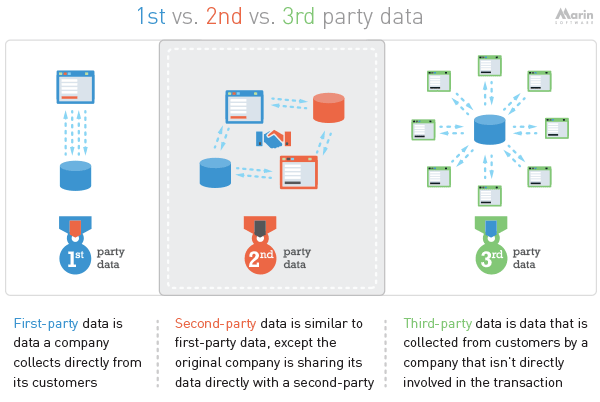 1st vs. 2nd vs. 3rd party data
Marin
software
1st party
data
2nd party
data
3rd party
data
First-party data is
data a company
collects directly from
its customers
Second-party data is similar to
first-party data, except the
original company is sharing its
data directly with a second-party
Third-party data is data that is
collected from customers by a
company that isn't directly
involved in the transaction